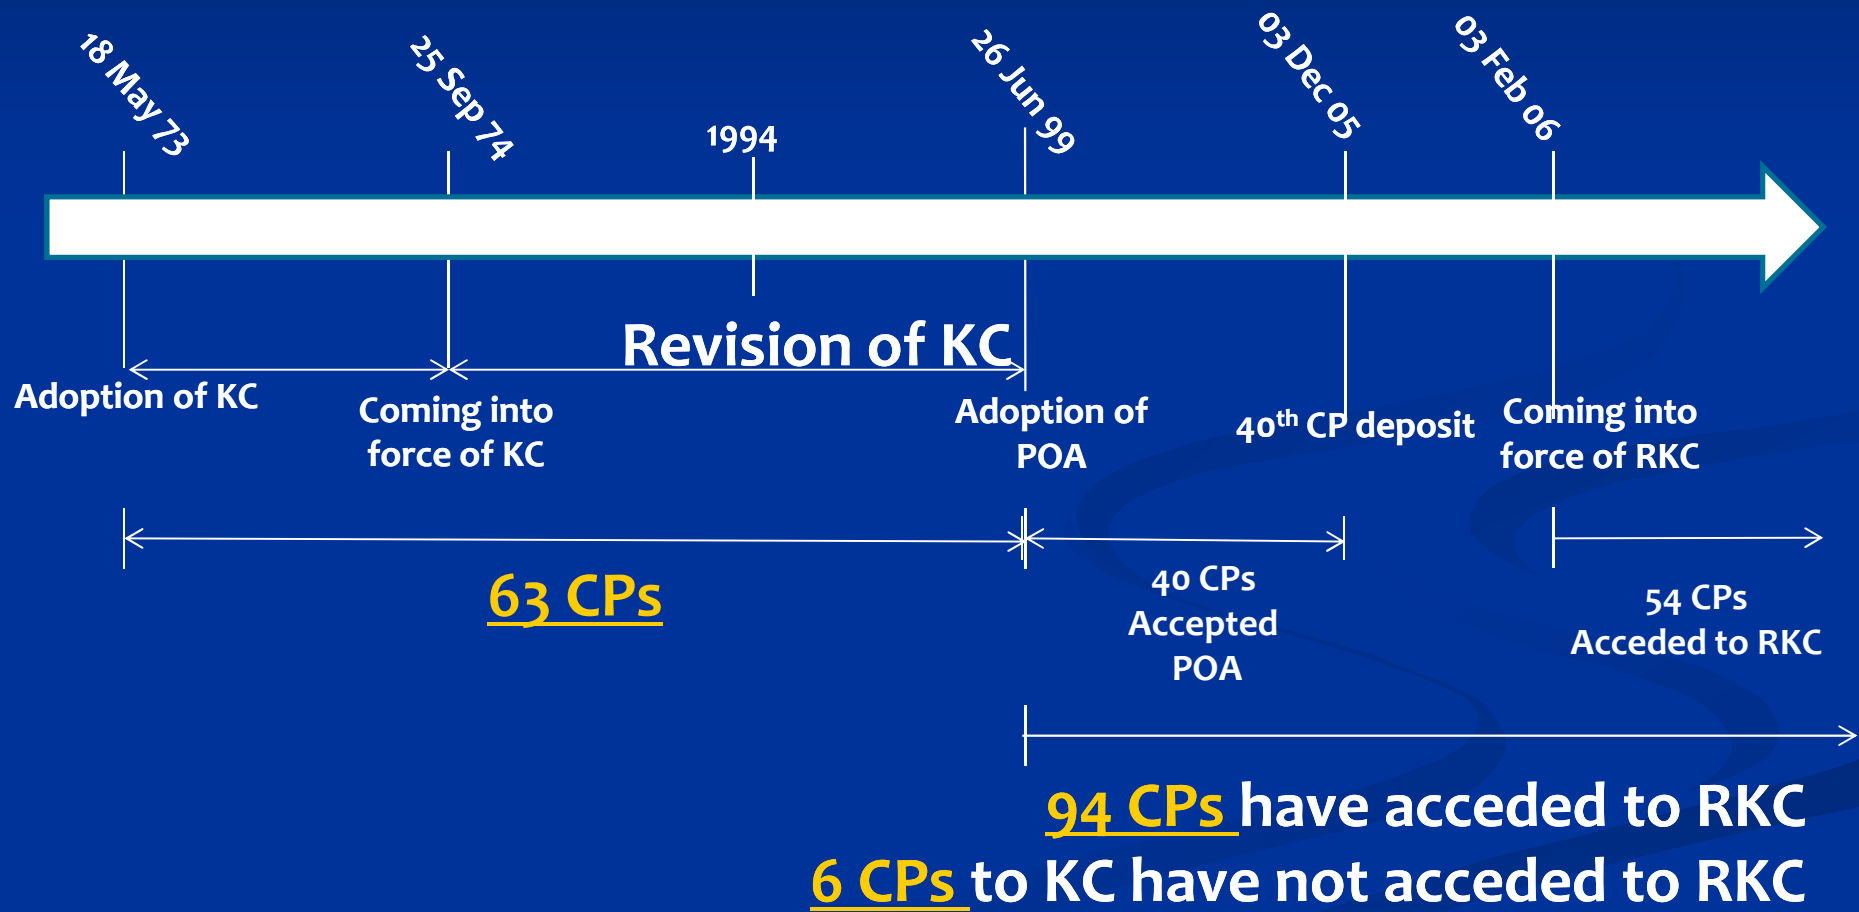 18 May 73
25 Sep 74
1994
26 Jun 99
03 Dec 05
03 Feb 06
Revision of KC
Adoption of KC
Coming into
force of KC
Adoption of
POA
40th CP deposit
Coming into
force of RKC
63 CPs
40 CPs
Accepted
POA
54 CPs
Acceded to RKC
94 CPs have acceded to RKC
6 CPs to KC have not acceded to RKC